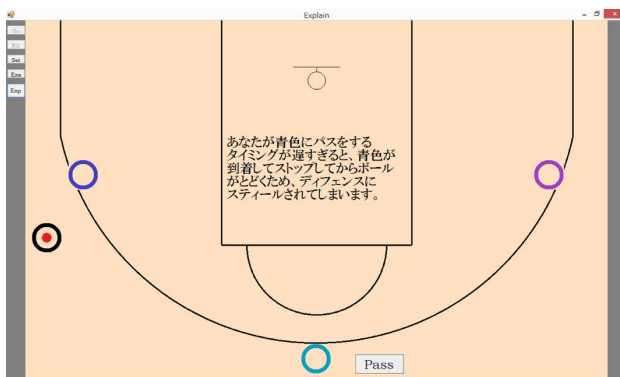 Explain
Set
Exe
Exp
あなたが青色にパスをする
タイミングが遅すぎると、青色が
到着してストップしてからボール
がとどくため、ディフェンスに
スティールされてしまいます。
Pass